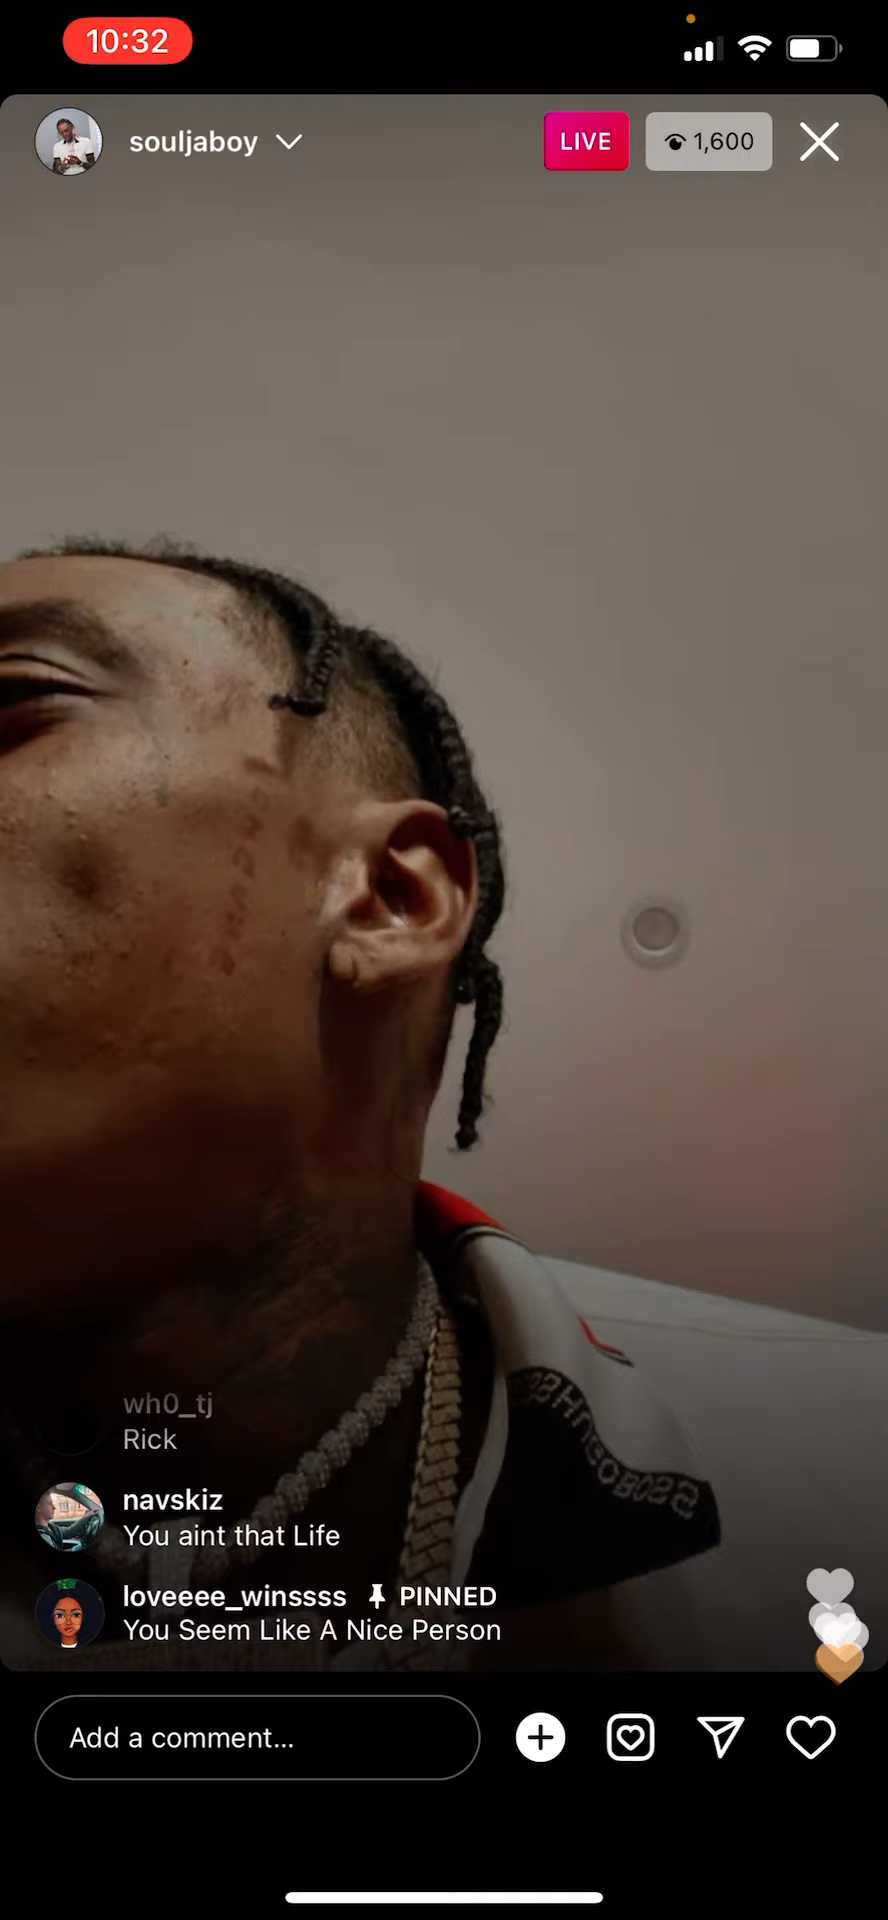 10:32
souljaboy
LIVE
1,600
wh0_tj
Rick
navskiz
You aint that Life
loveeee_winssss PINNED
You Seem Like A Nice Person
Add a comment...